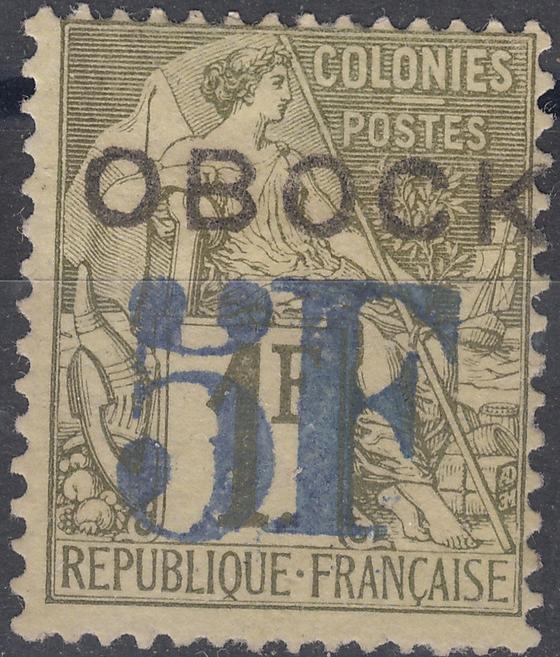 COLONIES
POSTES
OBOCK
5F
1F
REPUBLIQUE·FRANÇAISE